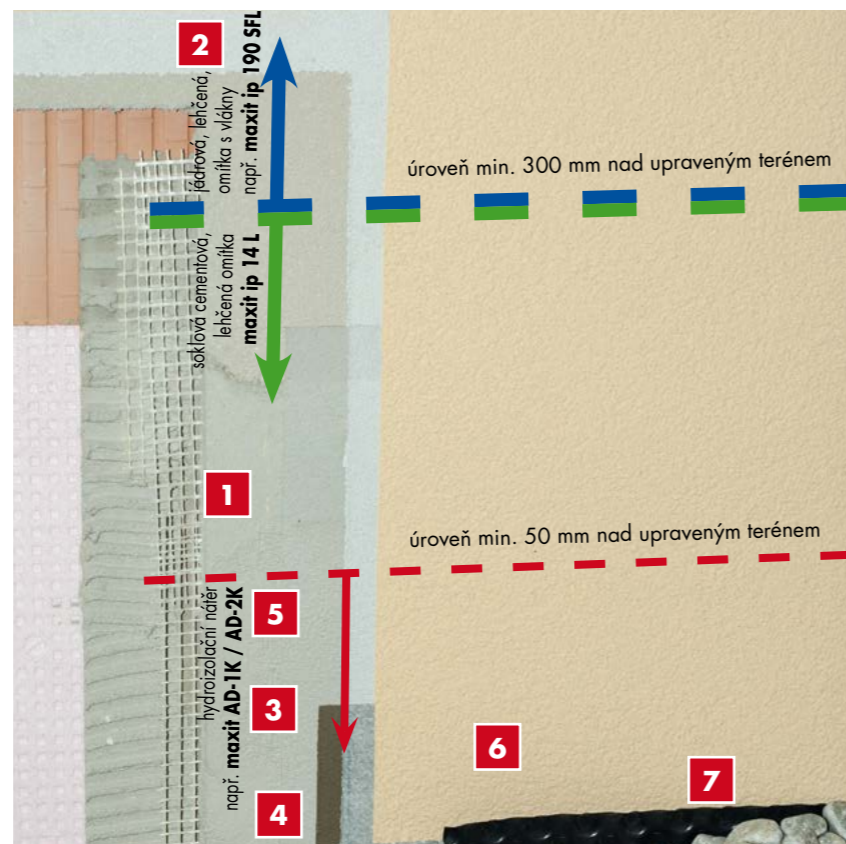 2
jádrová, lehčená,
omítka s vlákny
např. maxit ip 190 SFL
úroveň min. 300 mm nad upraveným terénem
soklová cementová,
lehčená omítka
maxit ip 14 L
1
úroveň min. 50 mm nad upraveným terénem
hydroizolační nátěr
např. maxit AD-1K / AD-2K
5
3
4
6
7